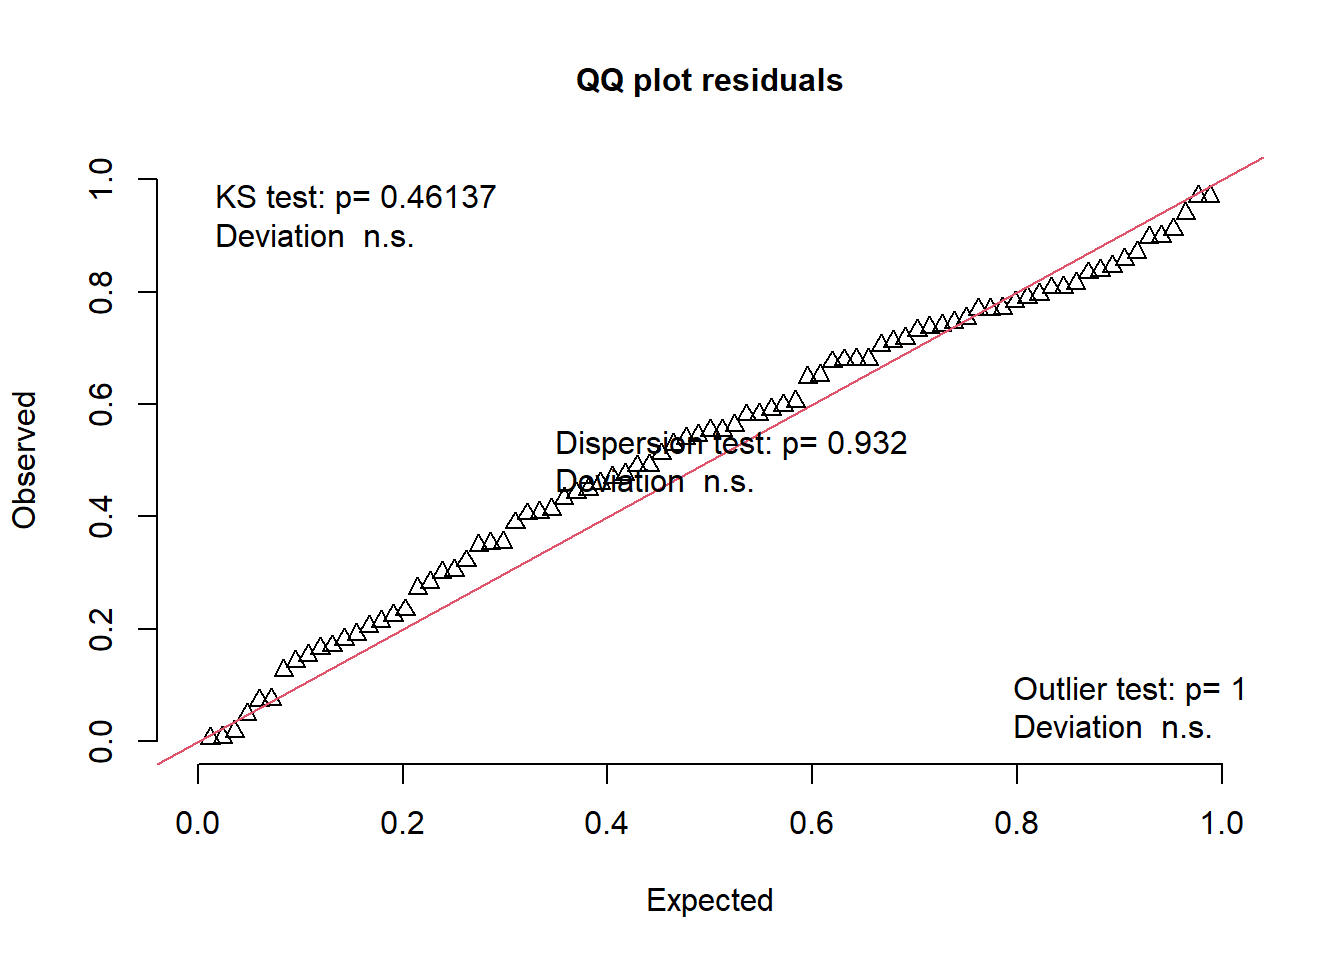 QQ plot residuals
KS test: p= 0.46137
Deviation  n.s.
Dispersion test: p= 0.932
Deviation  n.s.
Outlier test: p= 1
Deviation  n.s.
Observed
0.0
0.2
0.4
0.6
0.8
1.0
0.0 0.2 0.4 0.6 0.8 1.0
Expected